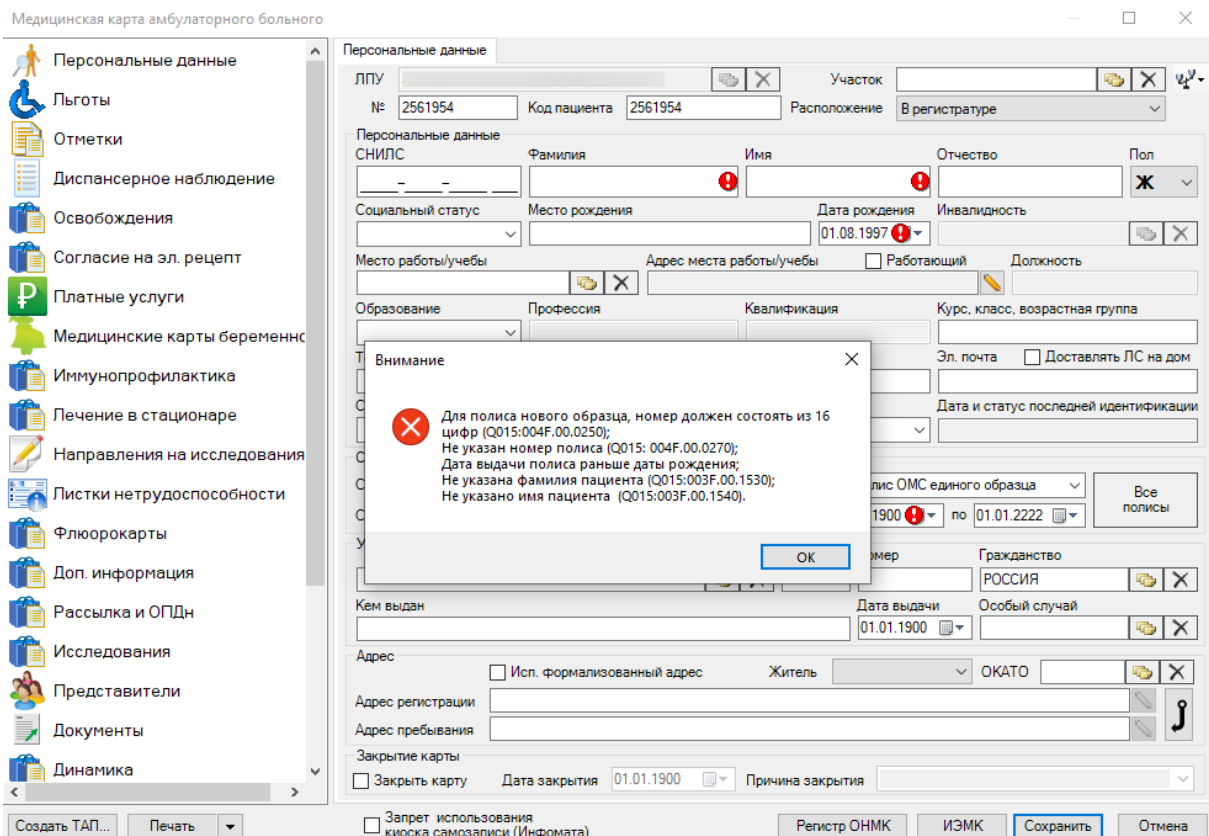 Медицинская карта амбулаторного больного
Персональные данные
Льготы
Отметки
Диспансерное наблюдение
Освобождения
Согласие на эл. рецепт
Платные услуги
Медицинские карты беременнс
Иммунопрофилактика
Лечение в стационаре
Направления на исследования
Листки нетрудоспособности
Флюорокарты
Доп. информация
Рассылка и ОПДн
Исследования
Представители
Документы
Динамика
Создать ТАП... Печать
Персональные данные
ЛПУ Участок
№ 2561954 Код пациента 2561954 Расположение В регистратуре
Персональные данные
СНИЛС Фамилия Имя Отчество Пол
Ж
Социальный статус Место рождения Дата рождения Инвалидность
01.08.1997
Место работы/учебы Адрес места работы/учебы Работающий Должность
Образование Профессия Квалификация Курс, класс, возрастная группа
Эл. почта Доставлять ЛС на дом
Дата и статус последней идентификации
лис ОМС единого образца
Все
полисы
1900 по 01.01.2222
Внимание
Для полиса нового образца, номер должен состоять из 16
цифр (Q015:004F.00.0250);
Не указан номер полиса (Q015: 004F.00.0270);
Дата выдачи полиса раньше даты рождения;
Не указана фамилия пациента (Q015:003F.00.1530);
Не указано имя пациента (Q015:003F.00.1540).
ОК
омер Гражданство
РОССИЯ
Кем выдан Дата выдачи Особый случай
01.01.1900
Адрес
Исп. формализованный адрес Житель ОКАТО
Адрес регистрации
Адрес пребывания
Закрытие карты
Закрыть карту Дата закрытия 01.01.1900 Причина закрытия
Запрет использования
киоска самозаписи (Инфомата)
Регистр ОНМК ИЭМК Сохранить Отмена